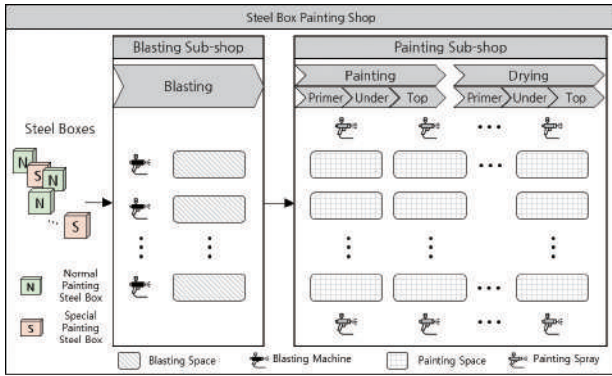 Steel Box Painting Shop
Blasting Sub-shop
Painting Sub-shop
Blasting
Painting
Drying
Primer Under Top
Primer Under Top
Steel Boxes
N
S
N
N
S
N
Normal
Painting
Steel Box
S
Special
Painting
Steel Box
Blasting Space
Blasting Machine
Painting Space
Painting Spray